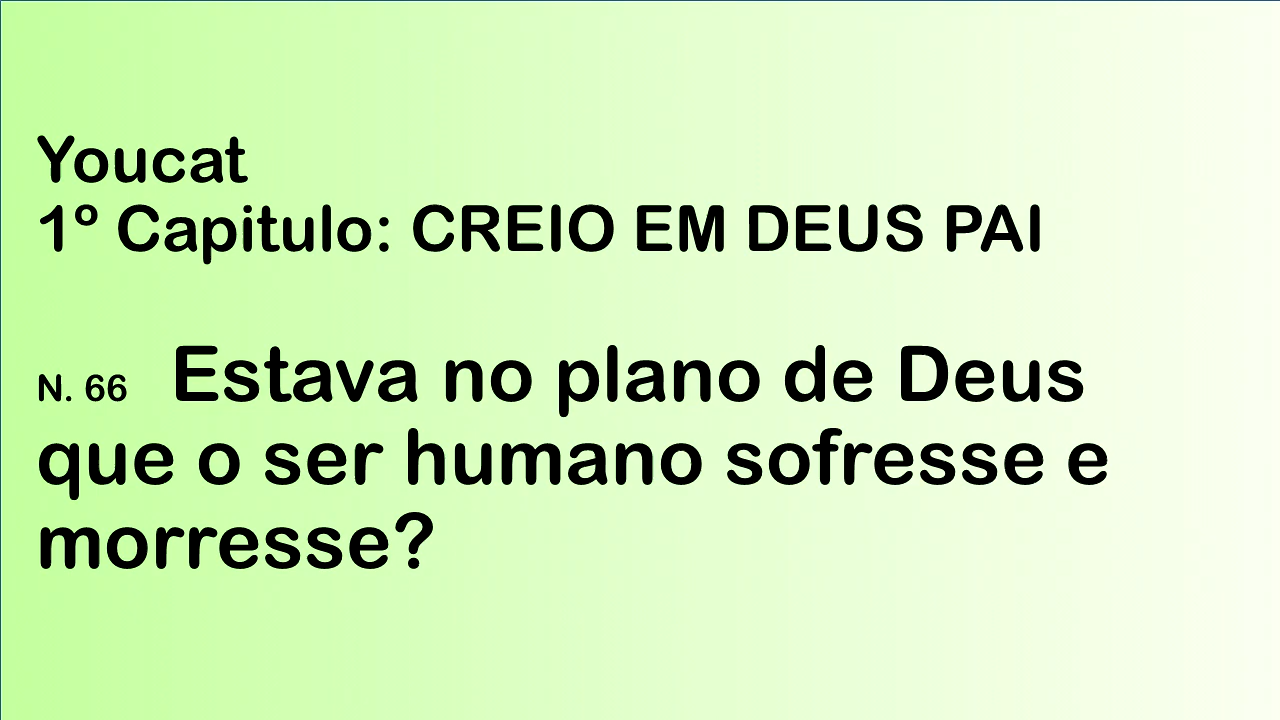 Youcat
1º Capitulo: CREIO EM DEUS PAI
N. 66 Estava no plano de Deus
que o ser humano sofresse e
morresse?